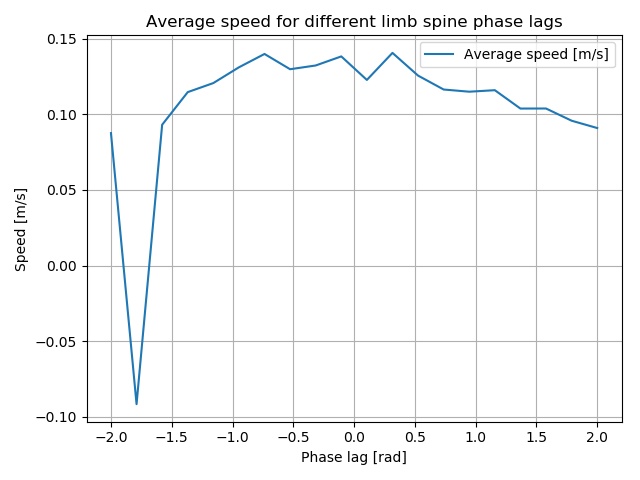 Average speed for different limb spine phase lags
Average speed [m/s]
Speed [m/s]
0.15
0.10
0.05
0.00
−0.05
−0.10
−2.0 −1.5 −1.0 −0.5 0.0 0.5 1.0 1.5 2.0
Phase lag [rad]